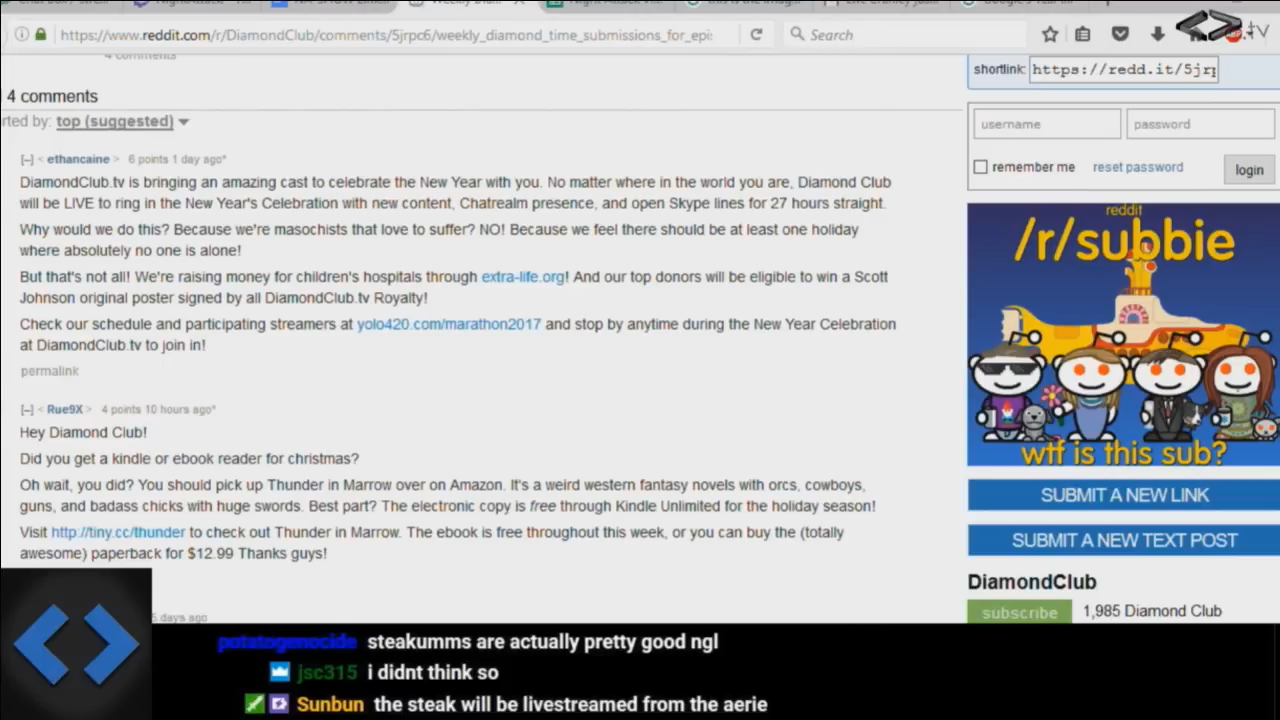 https://www.reddit.com/r/DiamondClub/comments/5jrpc6/weekly_diamond_time_submissions_for_epis
Search
4 comments
shortlink: https://redd.it/5jrp
4 comments
rted by: top (suggested)
username password
remember me reset password login
[–] < ethancaine > 6 points 1 day ago*
DiamondClub.tv is bringing an amazing cast to celebrate the New Year with you. No matter where in the world you are, Diamond Club
will be LIVE to ring in the New Year's Celebration with new content, Chatrealm presence, and open Skype lines for 27 hours straight.
Why would we do this? Because we're masochists that love to suffer? NO! Because we feel there should be at least one holiday
where absolutely no one is alone!
But that's not all! We're raising money for children's hospitals through extra-life.org! And our top donors will be eligible to win a Scott
Johnson original poster signed by all DiamondClub.tv Royalty!
Check our schedule and participating streamers at yolo420.com/marathon2017 and stop by anytime during the New Year Celebration
at DiamondClub.tv to join in!
permalink
[–] < Rue9X > 4 points 10 hours ago*
Hey Diamond Club!
Did you get a kindle or ebook reader for christmas?
Oh wait, you did? You should pick up Thunder in Marrow over on Amazon. It's a weird western fantasy novels with orcs, cowboys,
guns, and badass chicks with huge swords. Best part? The electronic copy is free through Kindle Unlimited for the holiday season!
Visit http://tiny.cc/thunder to check out Thunder in Marrow. The ebook is free throughout this week, or you can buy the (totally
awesome) paperback for $12.99 Thanks guys!
5 days ago
reddit
/r/subbie
wtf is this sub?
SUBMIT A NEW LINK
SUBMIT A NEW TEXT POST
DiamondClub
subscribe 1,985 Diamond Club
potatogenocide steakumms are actually pretty good ngl
jsc315 i didnt think so
Sunbun the steak will be livestreamed from the aerie